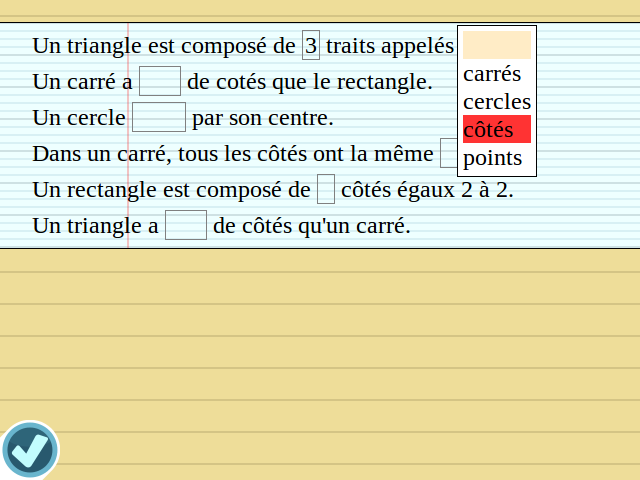 Un triangle est composé de 3 traits appelés
carrés
cercles
côtés
points
Un carré a de cotés que le rectangle.
Un cercle par son centre.
Dans un carré, tous les côtés ont la même
Un rectangle est composé de côtés égaux 2 à 2.
Un triangle a de côtés qu'un carré.